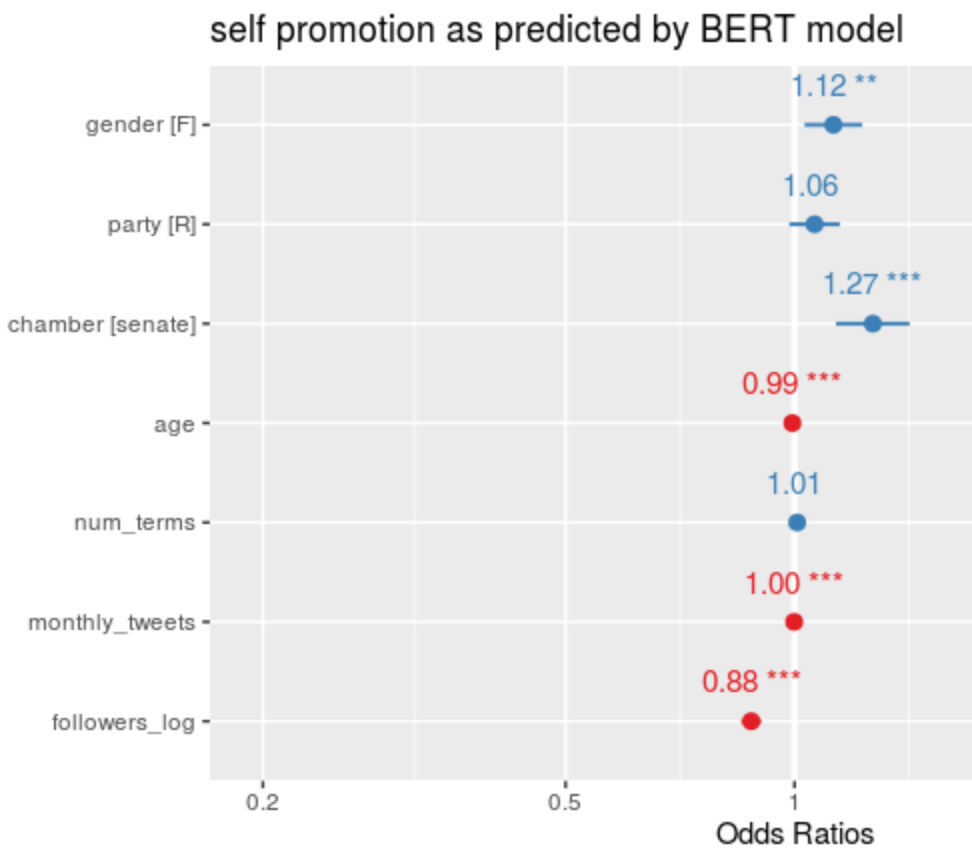 self promotion as predicted by BERT model
1.12 **
gender [F]
1.06
party [R]
1.27 ***
chamber [senate]
0.99 ***
age
1.01
num_terms
1.00 ***
monthly_tweets
0.88 ***
followers_log
0.2 0.5 1
Odds Ratios